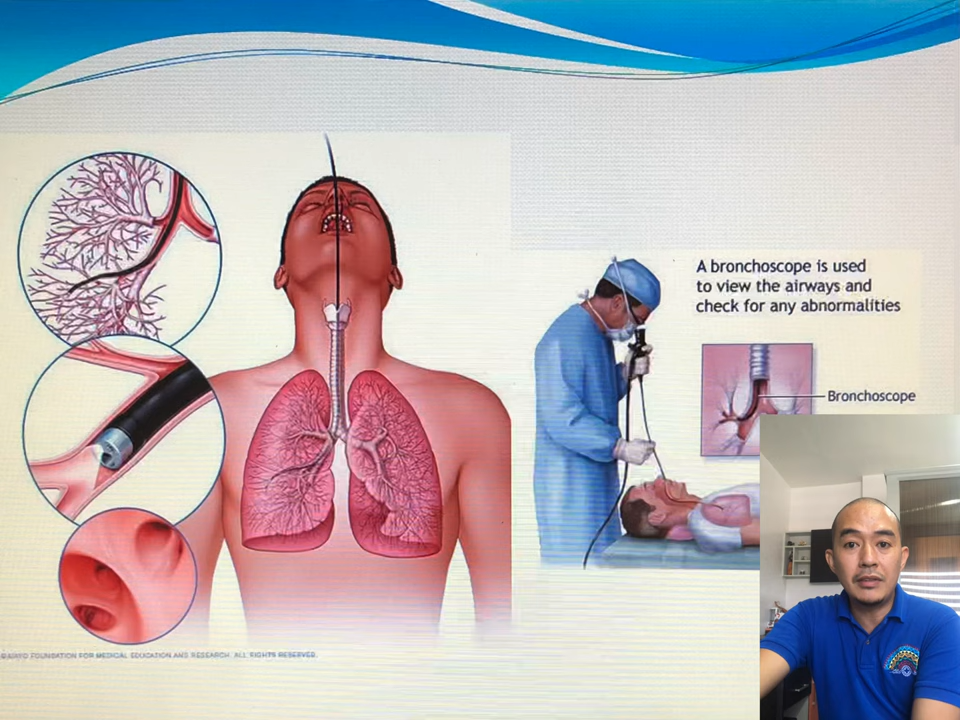 A bronchoscope is used
to view the airways and
check for any abnormalities
Bronchoscope
FOUNDATION FOR MEDICAL EDUCATION AND RESEARCH. ALL RIGHTS RESERVED.